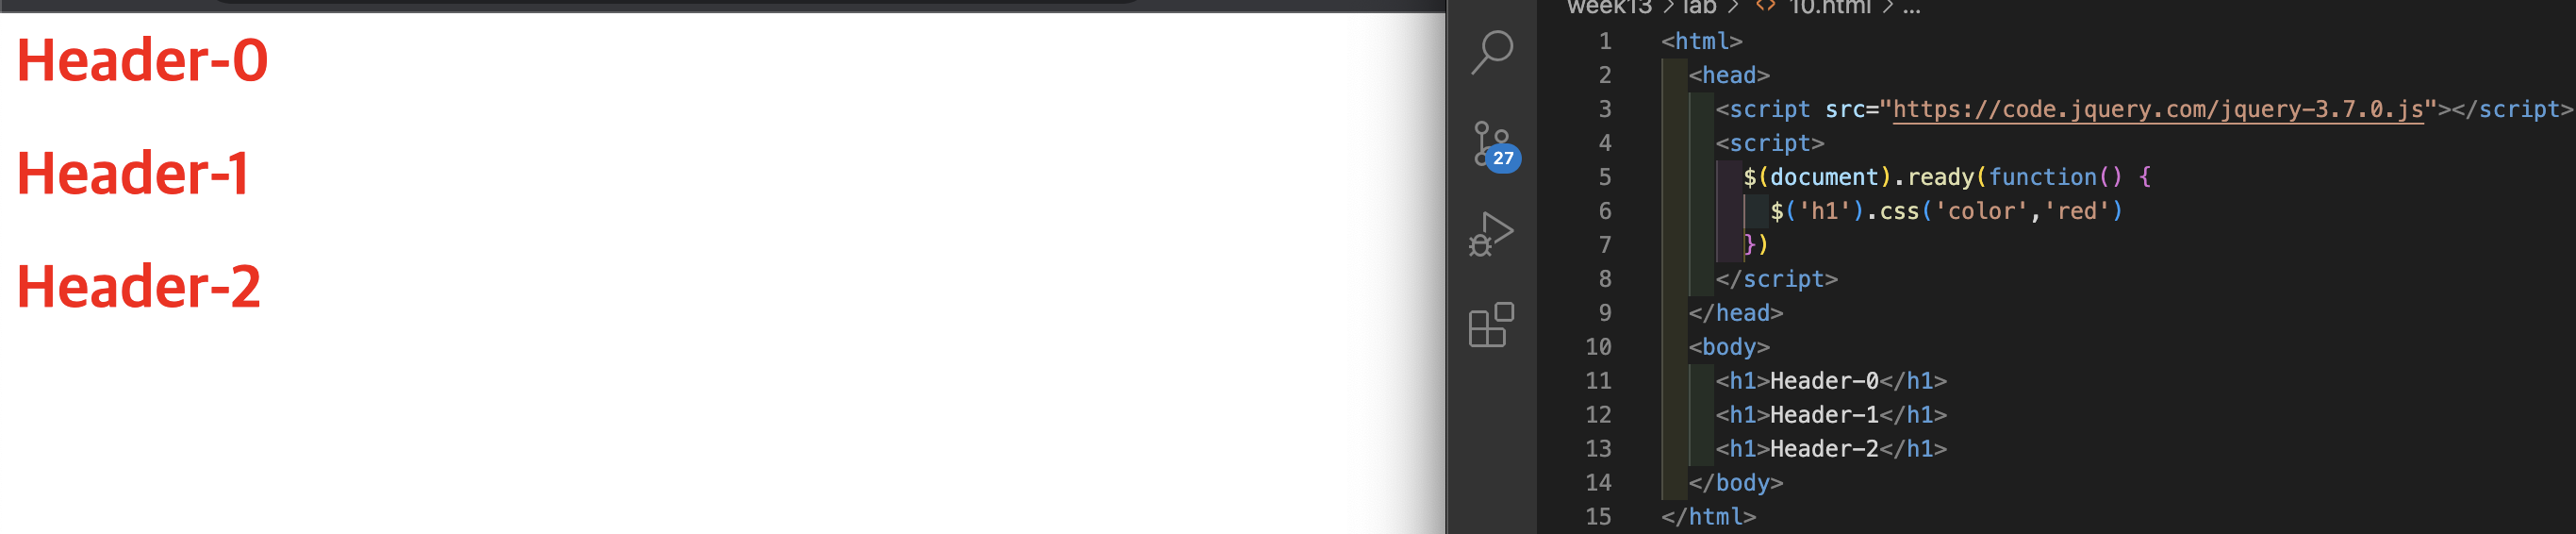 Header-0
Header-1
Header-2
27
week13 > lab > <> 10.html > ...
1 <html>
2 <head>
3 <script src="https://code.jquery.com/jquery-3.7.0.js"></script>
4 <script>
5 $(document).ready(function() {
6 $('h1').css('color','red')
7 })
8 </script>
9 </head>
10 <body>
11 <h1>Header-0</h1>
12 <h1>Header-1</h1>
13 <h1>Header-2</h1>
14 </body>
15 </html>